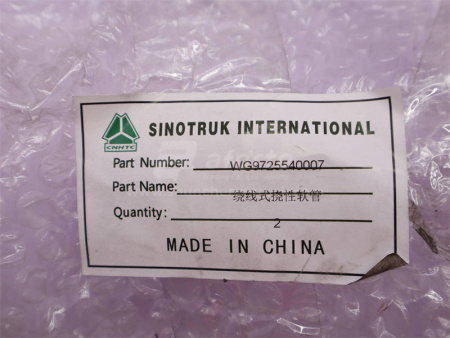 CNHTC
SINOTRUK INTERNATIONAL
Part Number: WG9725540007
Part Name: 绕线式挠性软管
Quantity: 2
MADE IN CHINA